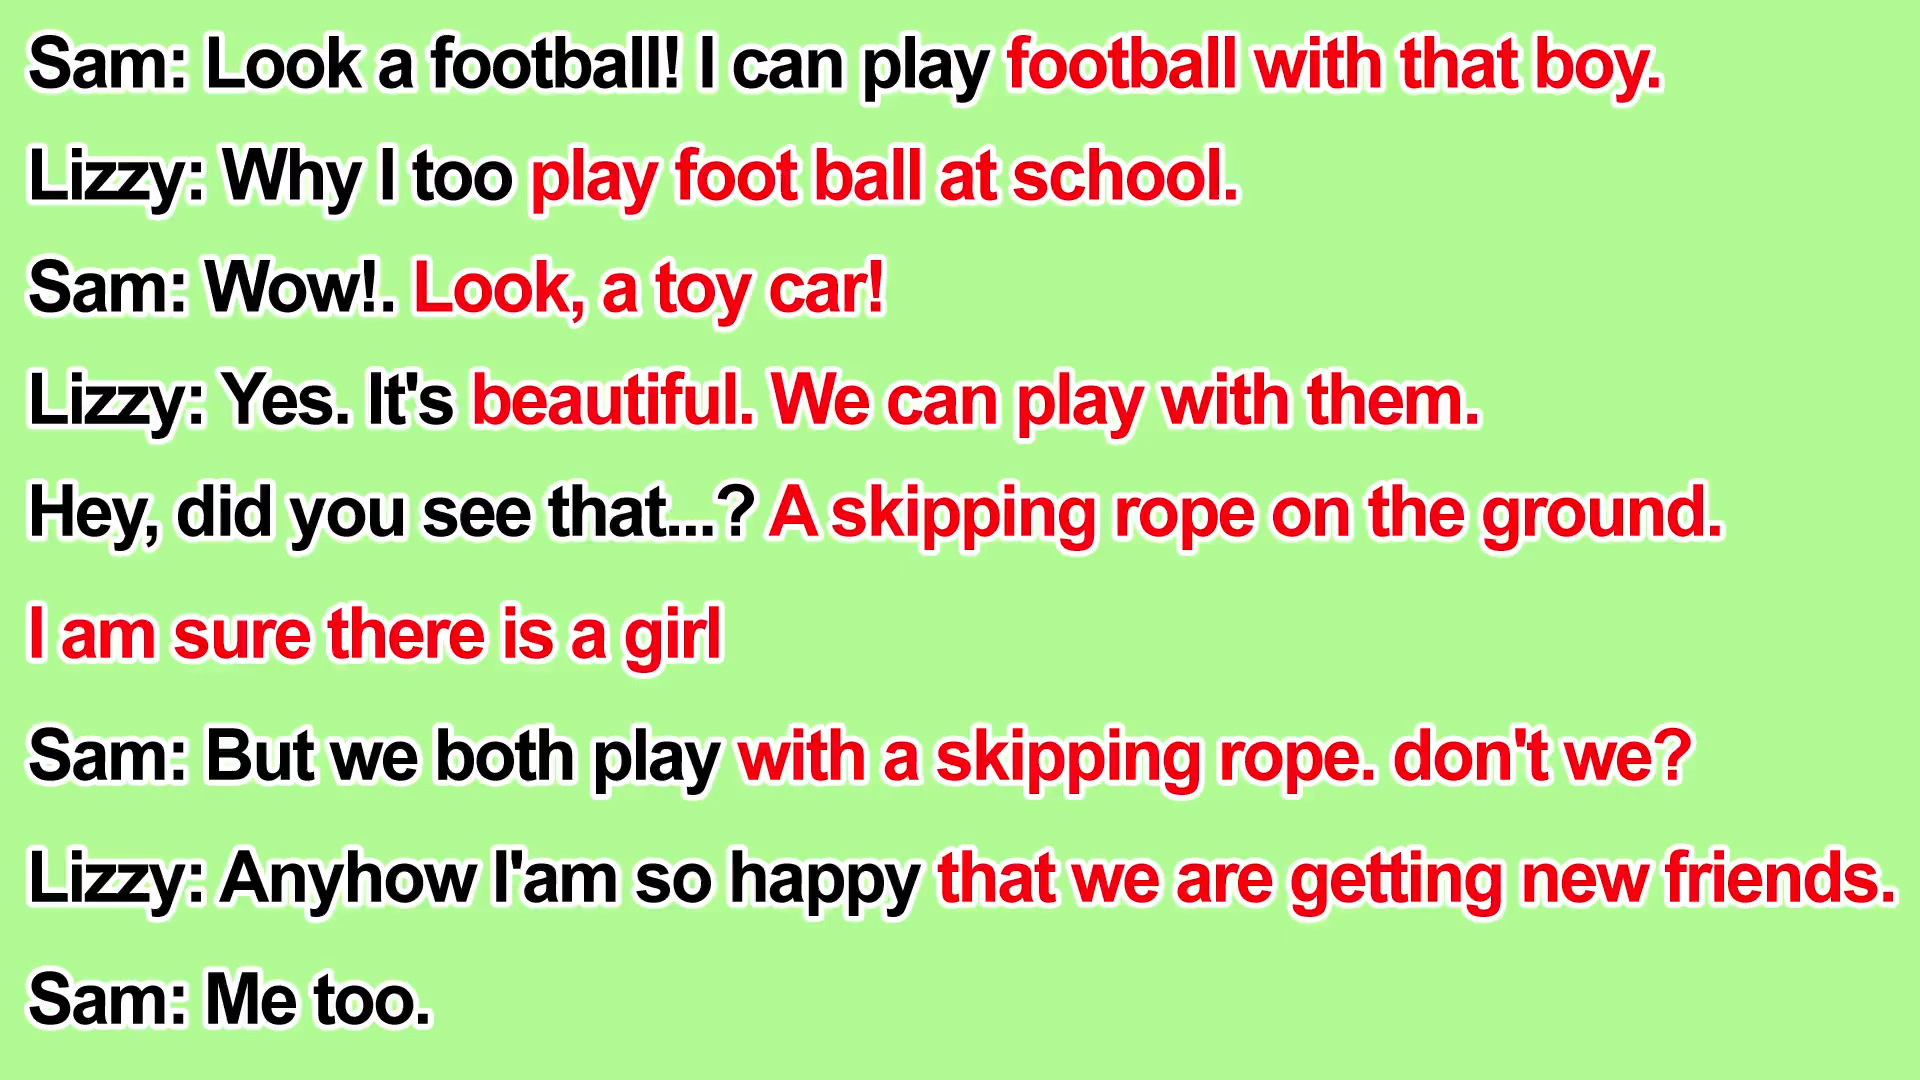 Sam: Look a football! I can play football with that boy.
Lizzy: Why I too play foot ball at school.
Sam: Wow!. Look, a toy car!
Lizzy: Yes. It's beautiful. We can play with them.
Hey, did you see that...? A skipping rope on the ground.
I am sure there is a girl
Sam: But we both play with a skipping rope. don't we?
Lizzy: Anyhow I'am so happy that we are getting new friends.
Sam: Me too.